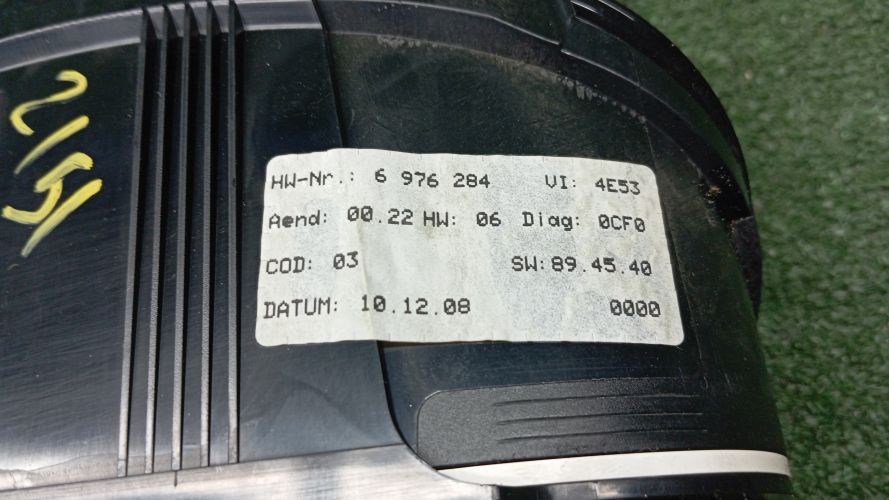 HW-Nr.: 6 976 284 VI: 4E53
Aend: 00.22 HW: 06 Diag: 0CF0
COD: 03 SW: 89.45.40
DATUM: 10.12.08 0000